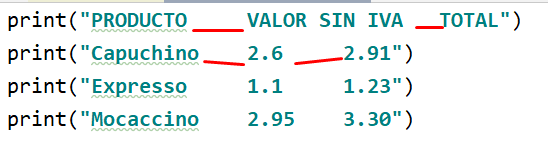 print("PRODUCTO     VALOR SIN IVA   TOTAL")
print("Capuchino    2.6     2.91")
print("Expresso     1.1     1.23")
print("Mocaccino    2.95    3.30")